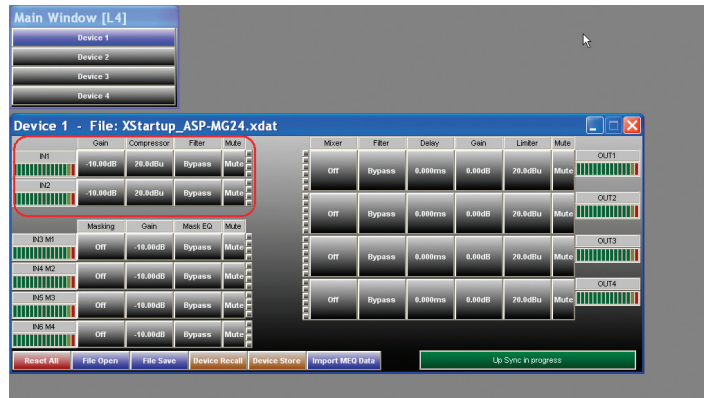 Main Window [L4]
Device 1
Device 2
Device 3
Device 4
Device 1 - File: XStartup_ASP-MG24.xdat
Gain Compressor Filter Mute
IN1 -10.00dB 20.0dBu Bypass Mute
IN2 -10.00dB 20.0dBu Bypass Mute
Masking Gain Mask EQ Mute
IN3 M1 Off -10.00dB Bypass Mute
IN4 M2 Off -10.00dB Bypass Mute
IN5 M3 Off -10.00dB Bypass Mute
IN6 M4 Off -10.00dB Bypass Mute
Mixer Filter Delay Gain Limiter Mute
Off Bypass 0.000ms 0.00dB 20.0dBu Mute OUT1
Off Bypass 0.000ms 0.00dB 20.0dBu Mute OUT2
Off Bypass 0.000ms 0.00dB 20.0dBu Mute OUT3
Off Bypass 0.000ms 0.00dB 20.0dBu Mute OUT4
Reset All File Open File Save Device Recall Device Store Import MEQ Data Up Sync in progress